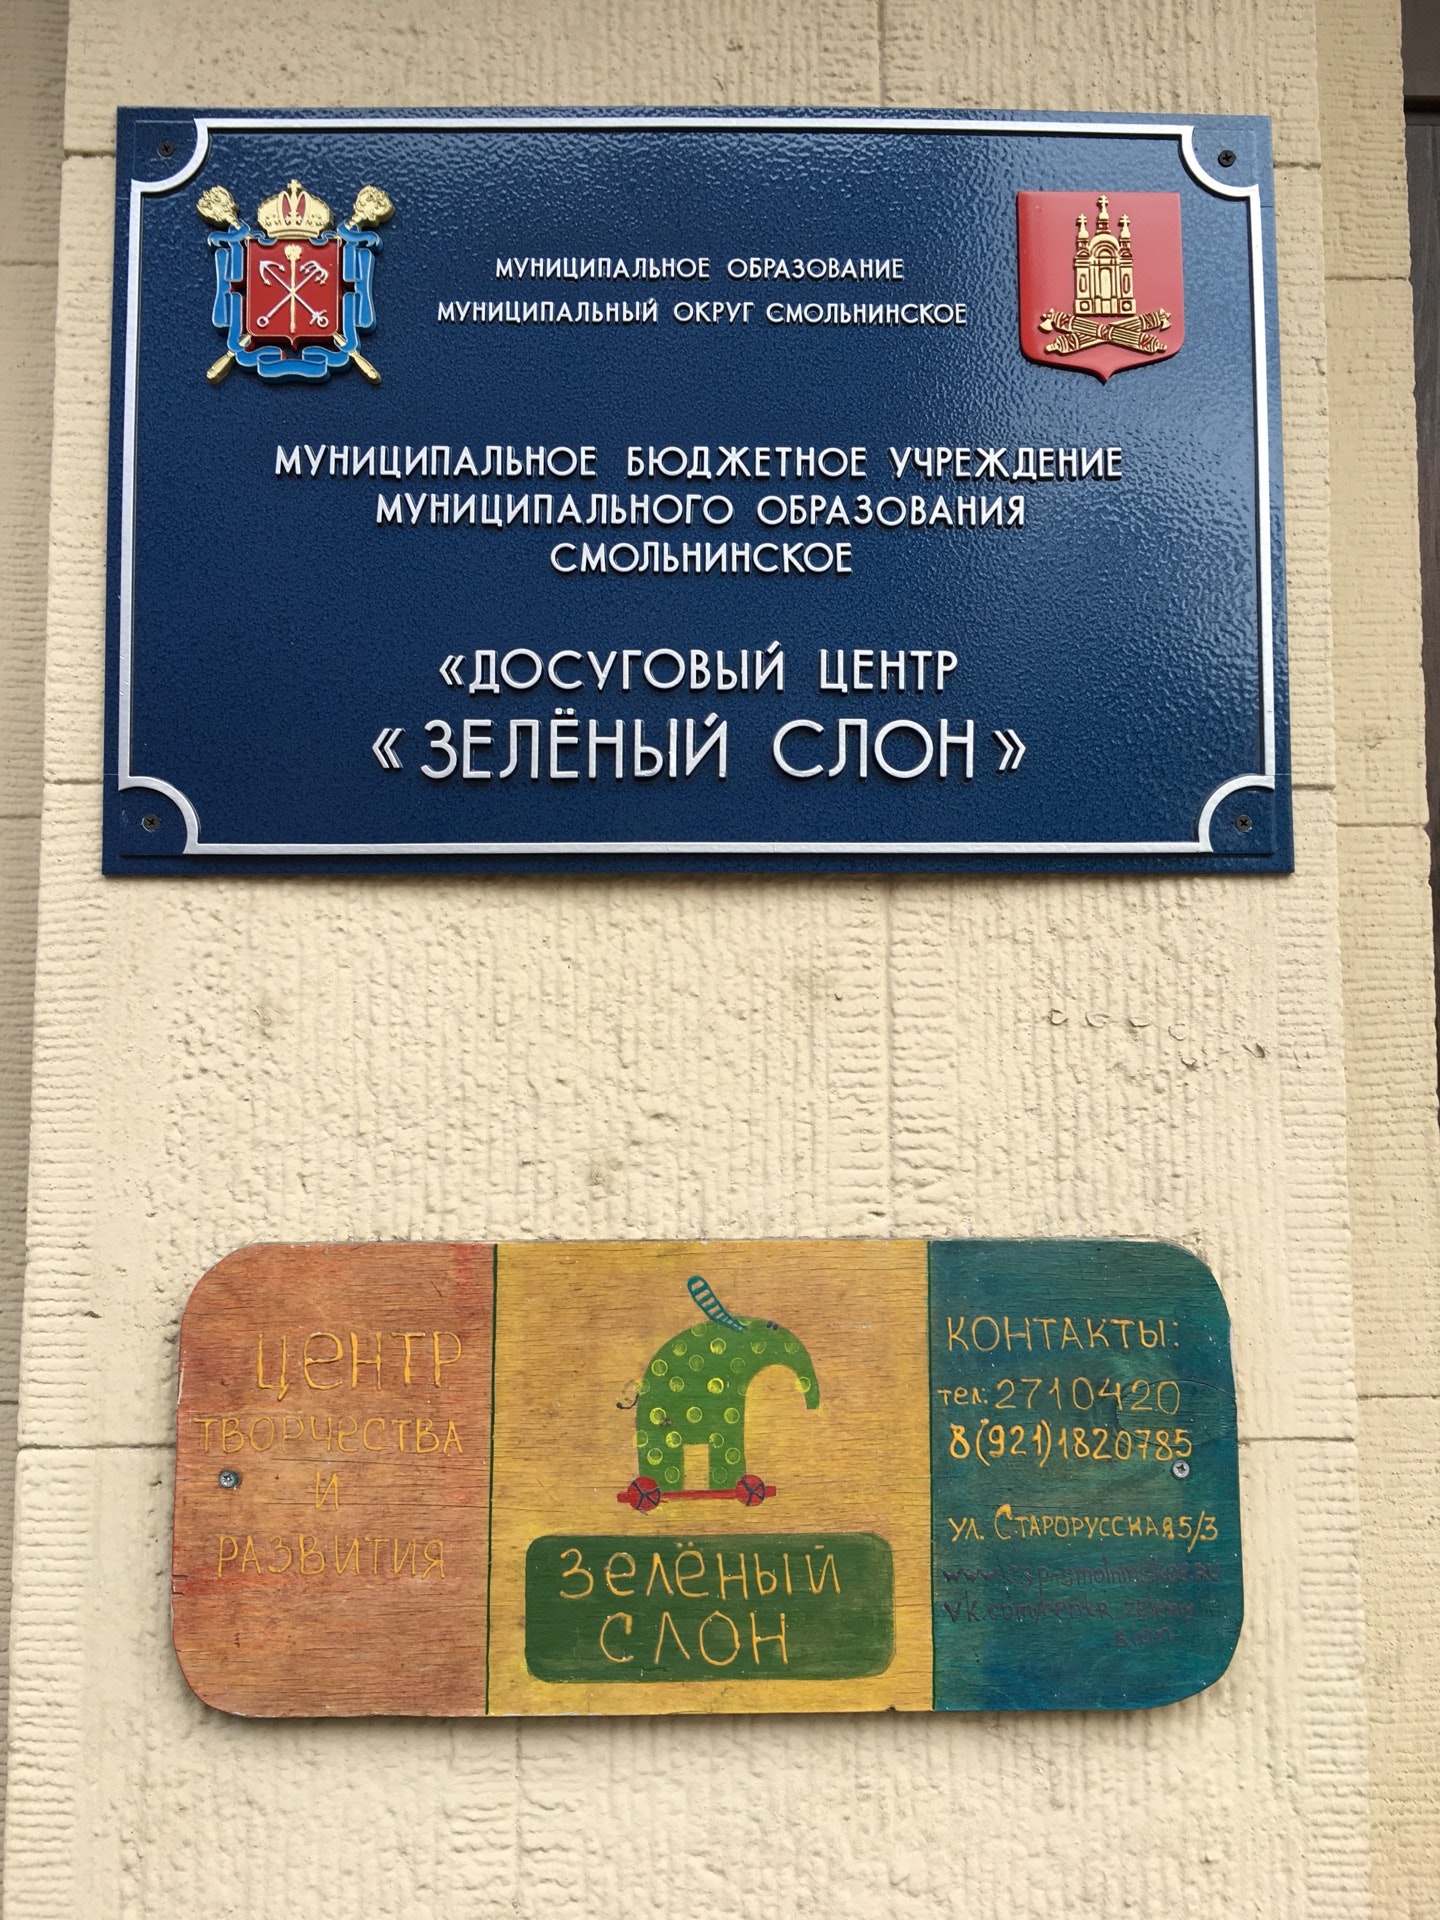 МУНИЦИПАЛЬНОЕ ОБРАЗОВАНИЕ
МУНИЦИПАЛЬНЫЙ ОКРУГ СМОЛЬНИНСКОЕ
МУНИЦИПАЛЬНОЕ БЮДЖЕТНОЕ УЧРЕЖДЕНИЕ
МУНИЦИПАЛЬНОГО ОБРАЗОВАНИЯ
СМОЛЬНИНСКОЕ
«ДОСУГОВЫЙ ЦЕНТР
«ЗЕЛЁНЫЙ СЛОН»
ЦЕНТР
ТВОРЧЕСТВА
И
РАЗВИТИЯ
ЗЕЛЁНЫЙ
СЛОН
КОНТАКТЫ:
тел: 2710420
8(921)1820785
ул. СТАРОРУССКАЯ 5/3